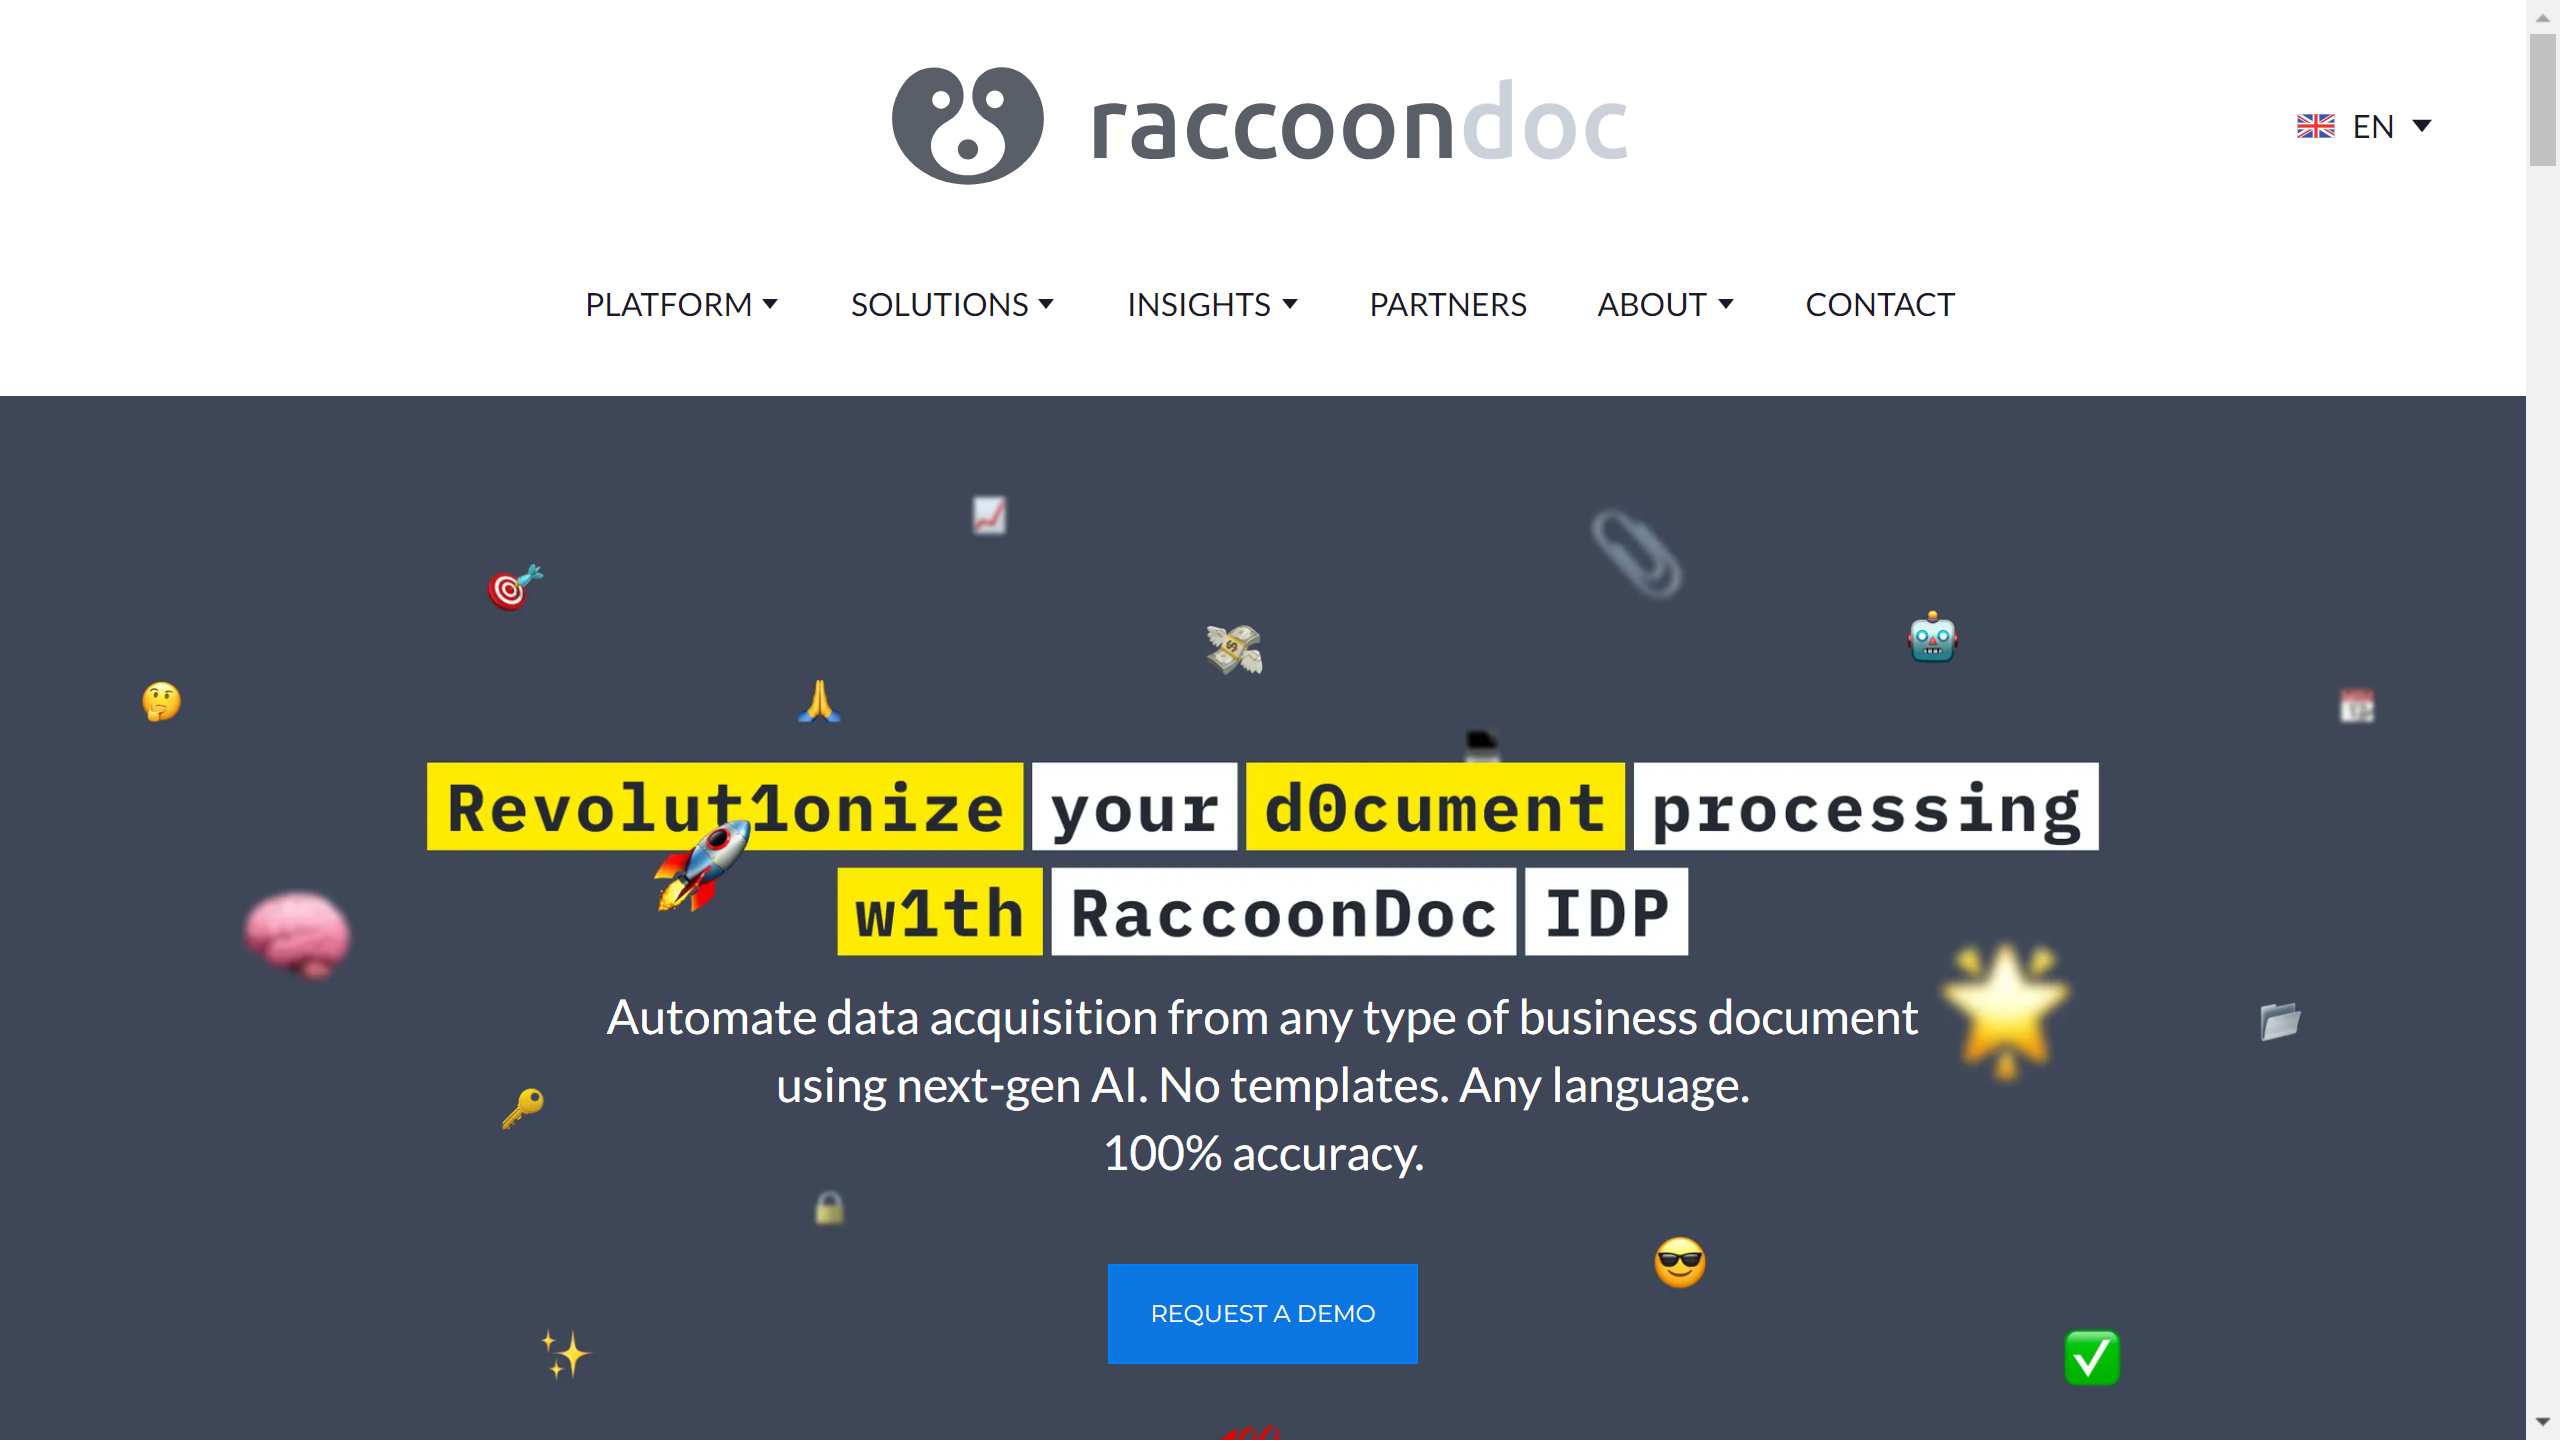 raccoondoc
EN
PLATFORM SOLUTIONS INSIGHTS PARTNERS ABOUT CONTACT
Revolut1onize your d0cument processing
w1th RaccoonDoc IDP
Automate data acquisition from any type of business document
using next-gen AI. No templates. Any language.
100% accuracy.
REQUEST A DEMO